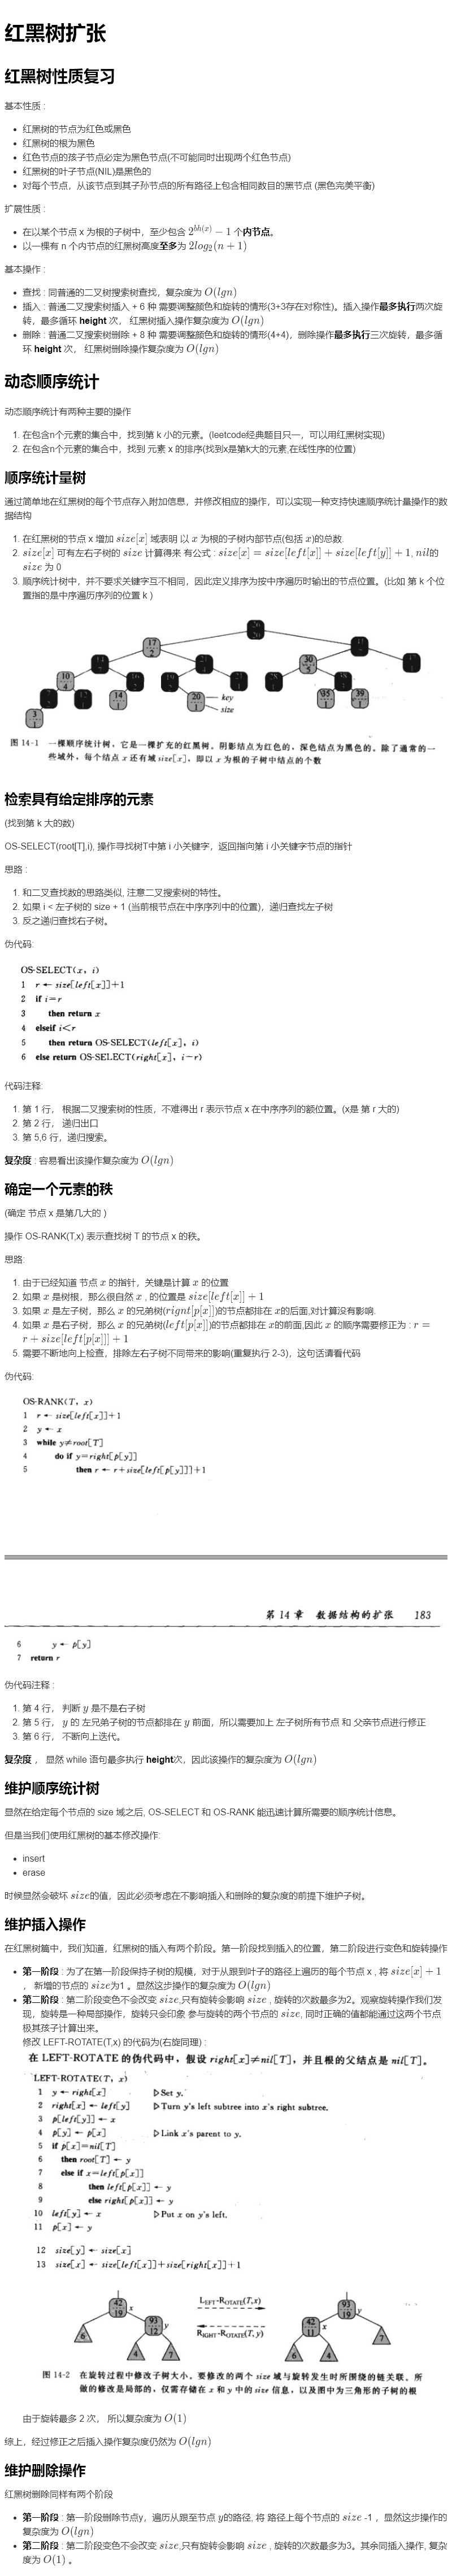 红黑树扩张
红黑树性质复习
基本性质 :
红黑树的节点为红色或黑色
红黑树的根为黑色
红色节点的孩子节点必定为黑色节点(不可能同时出现两个红色节点)
红黑树的叶子节点(NIL)是黑色的
对每个节点，从该节点到其子孙节点的所有路径上包含相同数目的黑节点 (黑色完美平衡)
扩展性质 :
在以某个节点 x 为根的子树中，至少包含 2^{bh(x)} − 1 个内节点。
以一棵有 n 个内节点的红黑树高度至多为 2log₂(n + 1)
基本操作 :
查找 : 同普通的二叉树搜索树查找，复杂度为 O(lgn)
插入 : 普通二叉搜索树插入 + 6 种 需要调整颜色和旋转的情形(3+3存在对称性)。插入操作最多执行两次旋
转，最多循环 height 次， 红黑树插入操作复杂度为 O(lgn)
删除 : 普通二叉搜索树删除 + 8 种 需要调整颜色和旋转的情形(4+4)，删除操作最多执行三次旋转，最多循
环 height 次， 红黑树删除操作复杂度为 O(lgn)
动态顺序统计
动态顺序统计有两种主要的操作
1. 在包含n个元素的集合中，找到第 k 小的元素。(leetcode经典题目只一，可以用红黑树实现)
2. 在包含n个元素的集合中，找到 元素 x 的排序(找到x是第k大的元素,在线性序的位置)
顺序统计量树
通过简单地在红黑树的每个节点存入附加信息，并修改相应的操作，可以实现一种支持快速顺序统计量操作的数
据结构
1. 在红黑树的节点 x 增加 size[x] 域表明 以 x 为根的子树内部节点(包括 x)的总数.
2. size[x] 可有左右子树的 size 计算得来 有公式 : size[x] = size[left[x]] + size[left[y]] + 1, nil的
size 为 0
3. 顺序统计树中，并不要求关键字互不相同，因此定义排序为按中序遍历时输出的节点位置。(比如 第 k 个位
置指的是中序遍历序列的位置 k )
17
2
30
5
10
4
14
1
20
1
key
size
35
1
39
1
3
1
图 14-1 一棵顺序统计树，它是一棵扩充的红黑树。阴影结点为红色的，深色结点为黑色的。除了通常的一
些域外，每个结点 x 还有域 size[x]，即以 x 为根的子树中结点的个数
检索具有给定排序的元素
(找到第 k 大的数)
OS-SELECT(root[T],i), 操作寻找树T中第 i 小关键字，返回指向第 i 小关键字节点的指针
思路 :
1. 和二叉查找数的思路类似, 注意二叉搜索树的特性。
2. 如果 i < 左子树的 size + 1 (当前根节点在中序序列中的位置)，递归查找左子树
3. 反之递归查找右子树。
伪代码:
OS-SELECT(x, i)
1 r ← size[left[x]]+1
2 if i=r
3 then return x
4 elseif i<r
5 then return OS-SELECT(left[x], i)
6 else return OS-SELECT(right[x], i−r)
代码注释:
1. 第 1 行， 根据二叉搜索树的性质，不难得出 r 表示节点 x 在中序序列的额位置。(x是 第 r 大的)
2. 第 2 行， 递归出口
3. 第 5,6 行，递归搜索。
复杂度 : 容易看出该操作复杂度为 O(lgn)
确定一个元素的秩
(确定 节点 x 是第几大的 )
操作 OS-RANK(T,x) 表示查找树 T 的节点 x 的秩。
思路:
1. 由于已经知道 节点 x 的指针，关键是计算 x 的位置
2. 如果 x 是树根，那么很自然 x , 的位置是 size[left[x]] + 1
3. 如果 x 是左子树，那么 x 的兄弟树(rignt[p[x]])的节点都排在 x的后面,对计算没有影响.
4. 如果 x 是右子树，那么 x 的兄弟树(left[p[x]])的节点都排在 x的前面,因此 x 的顺序需要修正为 : r =
r + size[left[p[x]]] + 1
5. 需要不断地向上检查，排除左右子树不同带来的影响(重复执行 2-3)，这句话请看代码
伪代码:
OS-RANK(T, x)
1 r ← size[left[x]]+1
2 y ← x
3 while y≠root[T]
4 do if y=right[p[y]]
5 then r ← r+size[left[p[y]]]+1
第 14 章 数据结构的扩张 183
6 y ← p[y]
7 return r
伪代码注释 :
1. 第 4 行， 判断 y 是不是右子树
2. 第 5 行， y 的 左兄弟子树的节点都排在 y 前面，所以需要加上 左子树所有节点 和 父亲节点进行修正
3. 第 6 行， 不断向上迭代。
复杂度 ， 显然 while 语句最多执行 height次，因此该操作的复杂度为 O(lgn)
维护顺序统计树
显然在给定每个节点的 size 域之后, OS-SELECT 和 OS-RANK 能迅速计算所需要的顺序统计信息。
但是当我们使用红黑树的基本修改操作:
insert
erase
时候显然会破坏 size的值，因此必须考虑在不影响插入和删除的复杂度的前提下维护子树。
维护插入操作
在红黑树篇中，我们知道，红黑树的插入有两个阶段。第一阶段找到插入的位置，第二阶段进行变色和旋转操作
第一阶段 : 为了在第一阶段保持子树的规模，对于从跟到叶子的路径上遍历的每个节点 x , 将 size[x] + 1
， 新增的节点的 size为1 。显然这步操作的复杂度为 O(lgn)
第二阶段 : 第二阶段变色不会改变 size,只有旋转会影响 size , 旋转的次数最多为2。观察旋转操作我们发
现，旋转是一种局部操作，旋转只会印象 参与旋转的两个节点的 size, 同时正确的值都能通过这两个节点
极其孩子计算出来。
修改 LEFT-ROTATE(T,x) 的代码为(右旋同理) :
在 LEFT-ROTATE 的伪代码中，假设 right[x]≠nil[T]，并且根的父结点是 nil[T]。
LEFT-ROTATE(T, x)
1 y ← right[x] ▷Set y.
2 right[x] ← left[y] ▷Turn y's left subtree into x's right subtree.
3 p[left[y]] ← x
4 p[y] ← p[x] ▷Link x's parent to y.
5 if p[x]=nil[T]
6 then root[T] ← y
7 else if x=left[p[x]]
8 then left[p[x]] ← y
9 else right[p[x]] ← y
10 left[y] ← x ▷Put x on y's left.
11 p[x] ← y
12 size[y] ← size[x]
13 size[x] ← size[left[x]]+size[right[x]]+1
42
19
x
93
12
y
6
4
7
LEFT-ROTATE(T,x)
RIGHT-ROTATE(T, y)
93
19
y
42
11
x
7
6
4
图 14-2 在旋转过程中修改子树大小。要修改的两个 size 域与旋转发生时所围绕的链关联。所
做的修改是局部的，仅需存储在 x 和 y 中的 size 信息，以及图中为三角形的子树的根
由于旋转最多 2 次， 所以复杂度为 O(1)
综上，经过修正之后插入操作复杂度仍然为 O(lgn)
维护删除操作
红黑树删除同样有两个阶段
第一阶段 : 第一阶段删除节点y，遍历从跟至节点 y的路径, 将 路径上每个节点的 size -1 ，显然这步操作的
复杂度为 O(lgn)
第二阶段 : 第二阶段变色不会改变 size,只有旋转会影响 size , 旋转的次数最多为3。其余同插入操作, 复杂
度为 O(1) 。